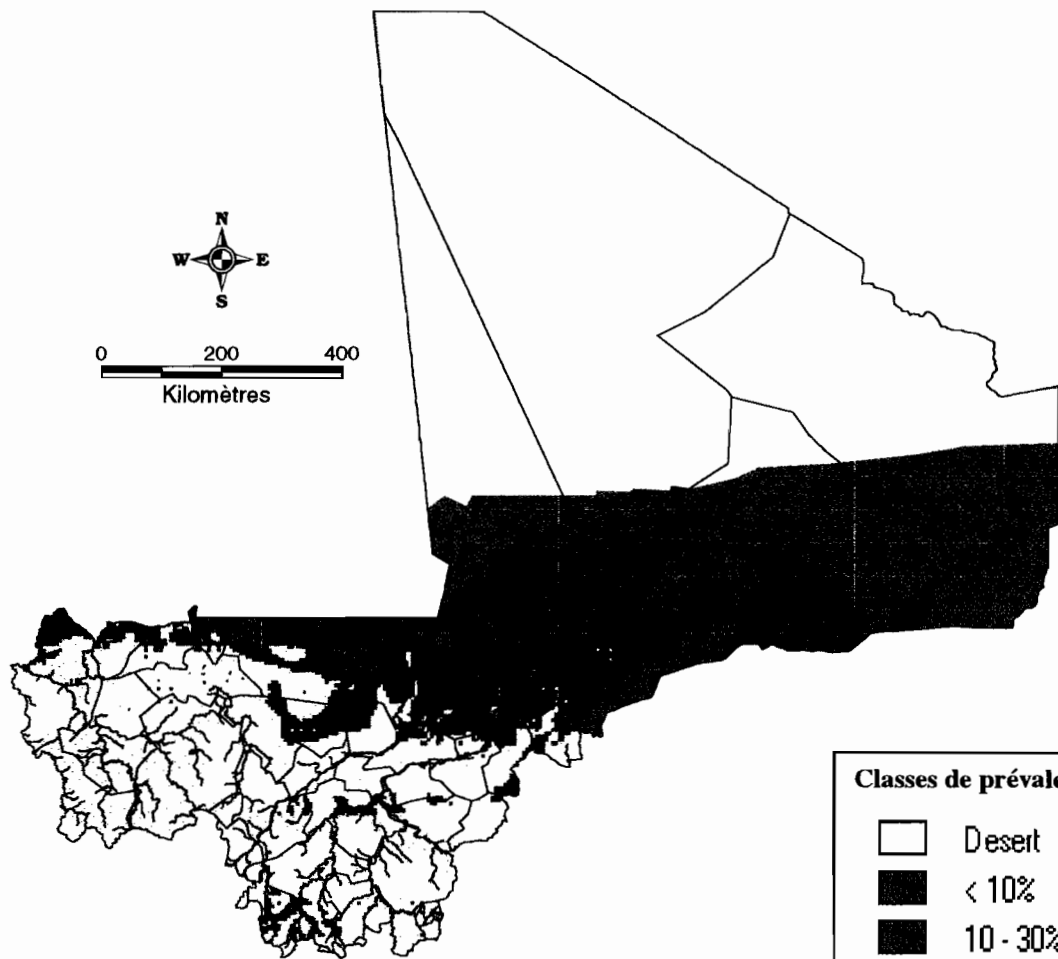 N
W E
S
0 200 400
Kilomètres
Classes de prévale
Desert
< 10%
10 - 30%